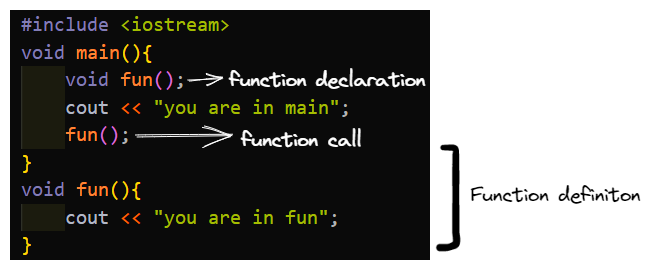 #include <iostream>
void main(){
void fun(); function declaration
cout << "you are in main";
fun(); function call
}
void fun(){
cout << "you are in fun";
}
Function definiton